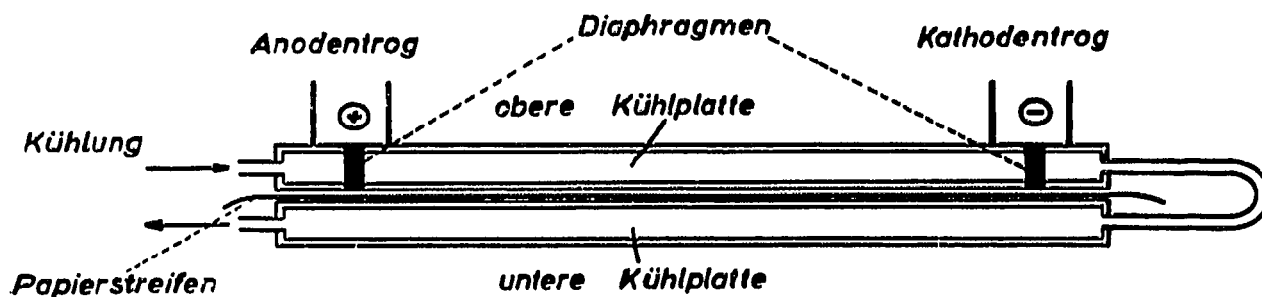 Diaphragmen
Anodentrog
Kathodentrog
+
−
obere Kühlplatte
Kühlung
Papierstreifen
untere Kühlplatte